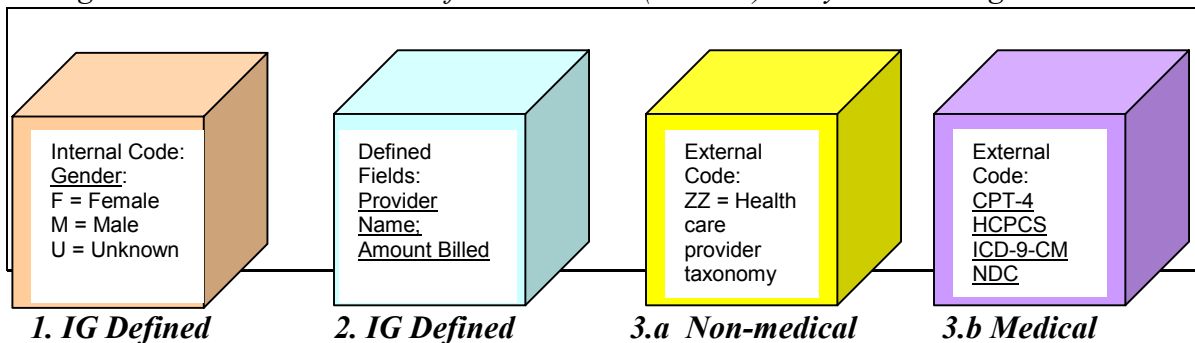 Internal Code:
Gender:
F = Female
M = Male
U = Unknown
Defined
Fields:
Provider
Name;
Amount Billed
External
Code:
ZZ = Health
care
provider
taxonomy
External
Code:
CPT-4
HCPCS
ICD-9-CM
NDC
1. IG Defined
2. IG Defined
3.a Non-medical
3.b Medical